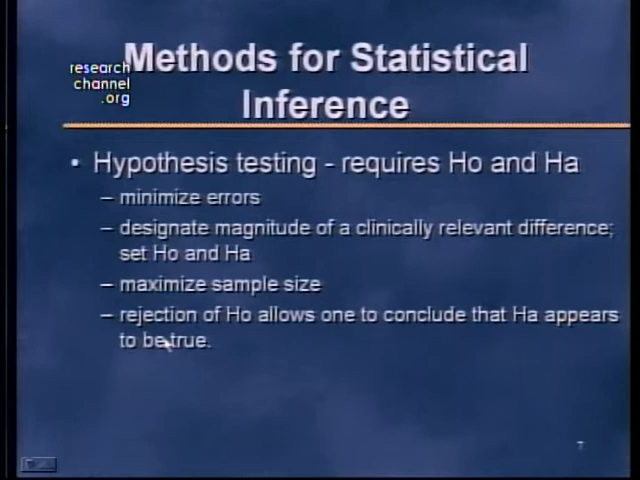 Methods for Statistical
research
channel
.org
Inference
• Hypothesis testing - requires Ho and Ha
– minimize errors
– designate magnitude of a clinically relevant difference;
set Ho and Ha
– maximize sample size
– rejection of Ho allows one to conclude that Ha appears
to be true.
7